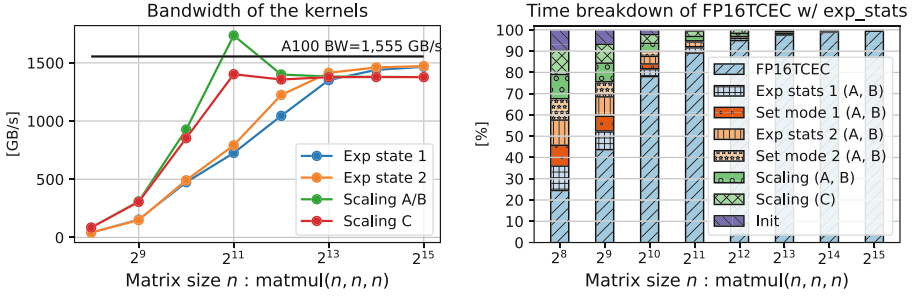 Bandwidth of the kernels
A100 BW=1,555 GB/s
1500
1000
500
0
[GB/s]
Exp state 1
Exp state 2
Scaling A/B
Scaling C
2^9 2^11 2^13 2^15
Matrix size n : matmul(n, n, n)
Time breakdown of FP16TCEC w/ exp_stats
100
90
80
70
60
50
40
30
20
10
0
[%]
FP16TCEC
Exp stats 1 (A, B)
Set mode 1 (A, B)
Exp stats 2 (A, B)
Set mode 2 (A, B)
Scaling (A, B)
Scaling (C)
Init
2^8 2^9 2^10 2^11 2^12 2^13 2^14 2^15
Matrix size n : matmul(n, n, n)